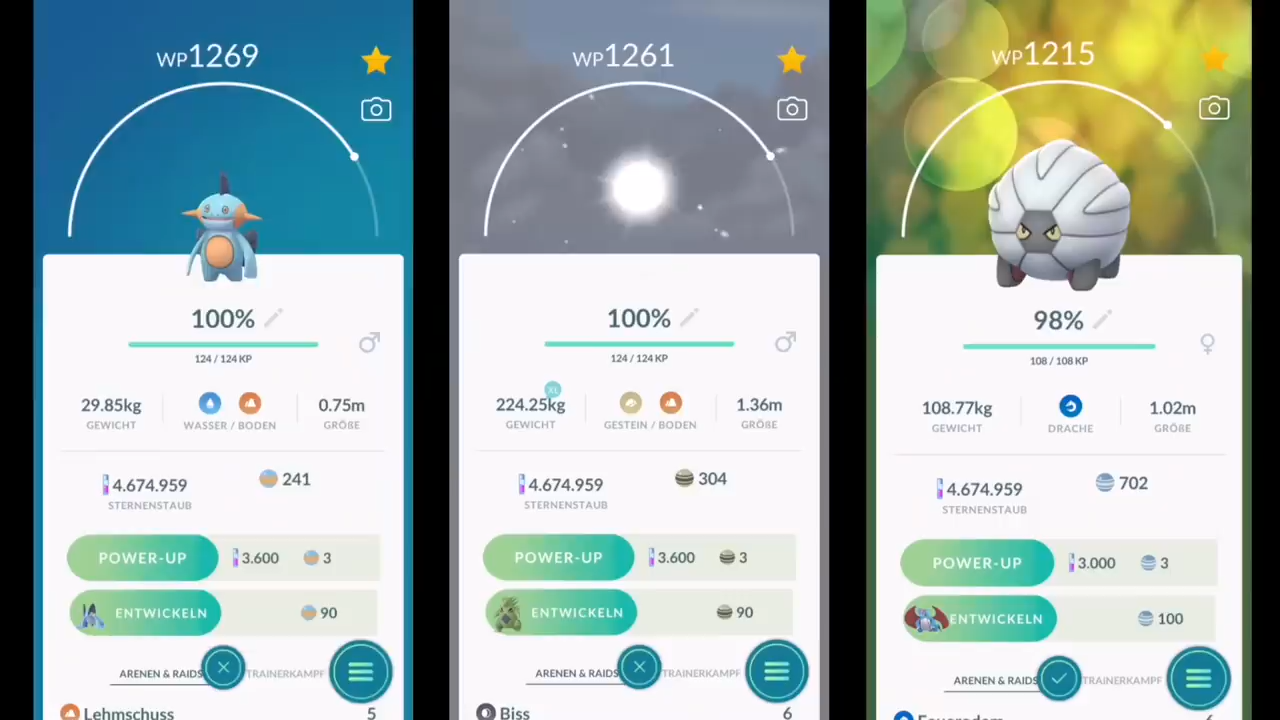 WP1269
100%
124 / 124 KP
29.85kg
GEWICHT
WASSER / BODEN
0.75m
GRÖßE
4.674.959
STERNENSTAUB
241
POWER-UP
3.600
3
ENTWICKELN
90
ARENEN & RAIDS
TRAINERKAMPF
Lehmschuss
5
WP1261
100%
124 / 124 KP
XL
224.25kg
GEWICHT
GESTEIN / BODEN
1.36m
GRÖßE
4.674.959
STERNENSTAUB
304
POWER-UP
3.600
3
ENTWICKELN
90
ARENEN & RAIDS
TRAINERKAMPF
Biss
6
WP1215
98%
108 / 108 KP
108.77kg
GEWICHT
DRACHE
1.02m
GRÖßE
4.674.959
STERNENSTAUB
702
POWER-UP
3.000
3
ENTWICKELN
100
ARENEN & RAIDS
TRAINERKAMPF
Feuerodem
6